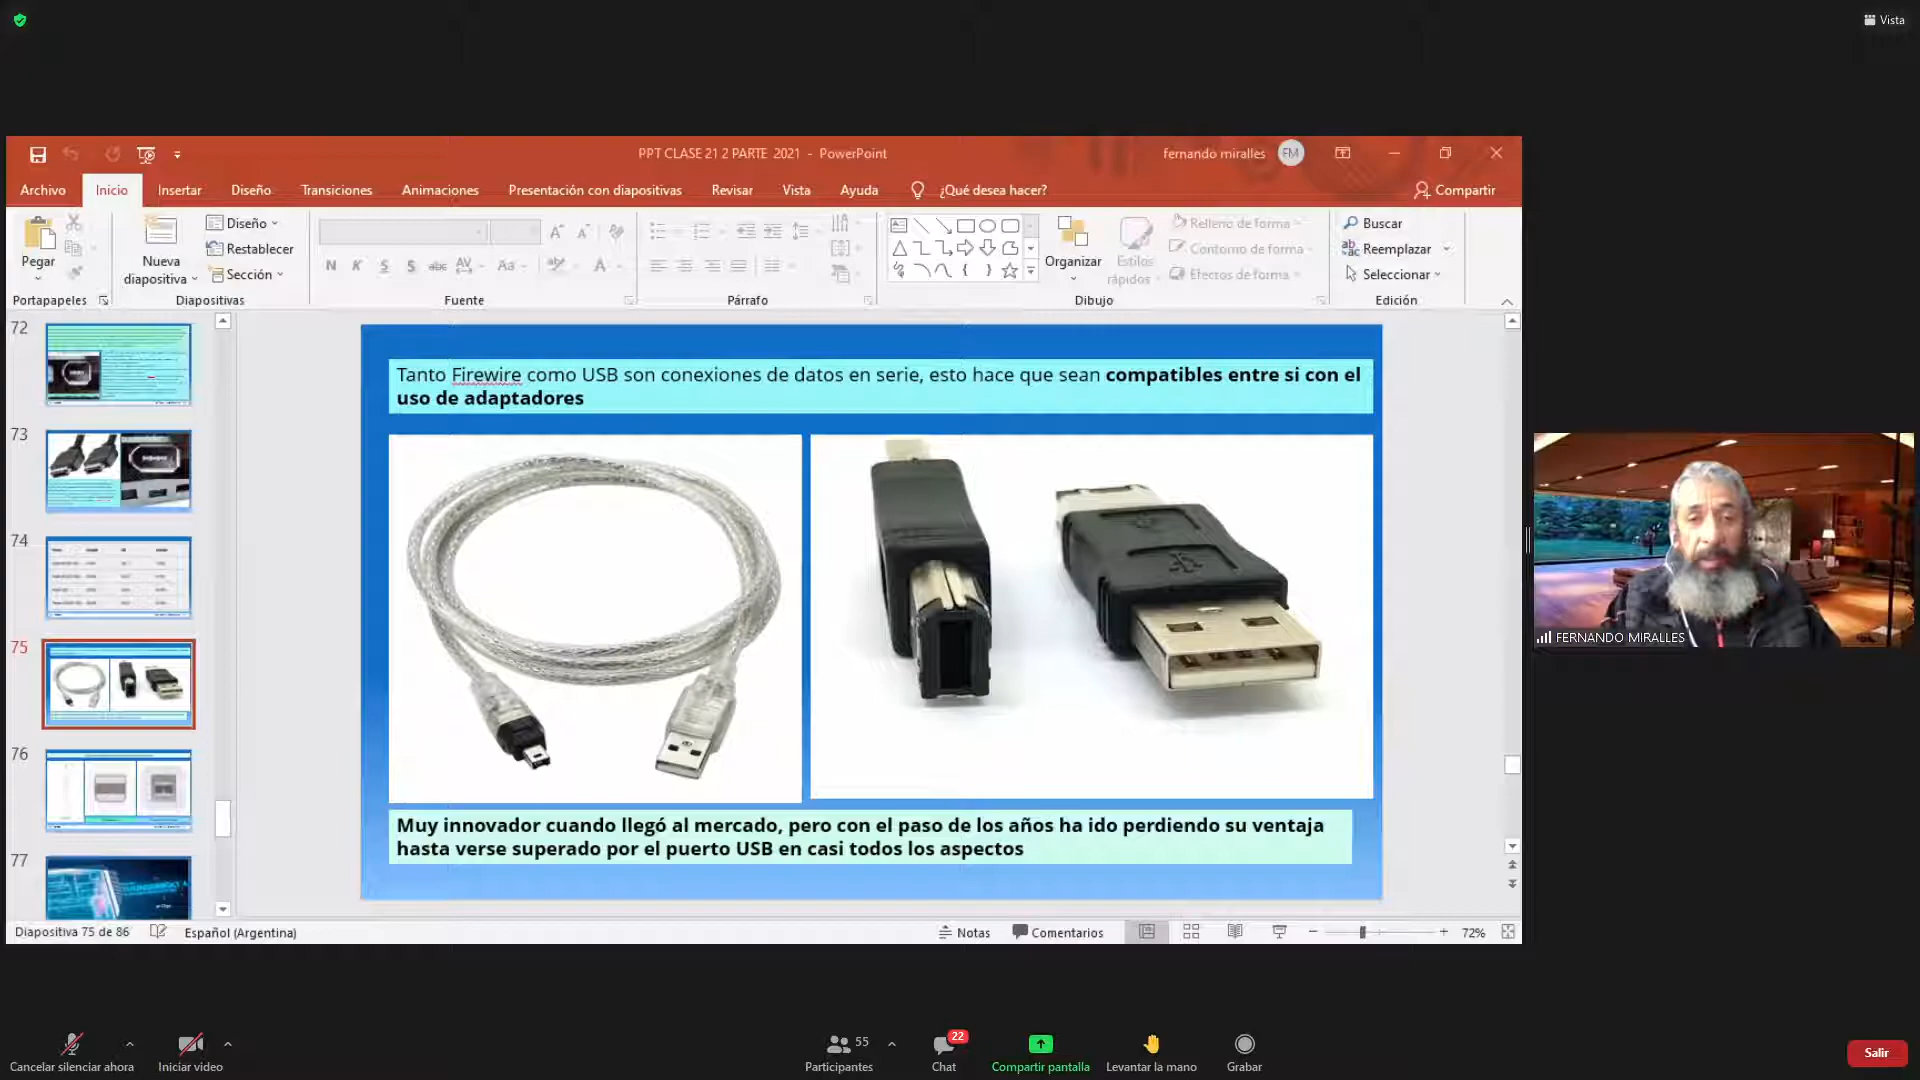 Vista
PPT CLASE 21 2 PARTE 2021 - PowerPoint
fernando miralles
FM
Archivo
Inicio
Insertar
Diseño
Transiciones
Animaciones
Presentación con diapositivas
Revisar
Vista
Ayuda
¿Qué desea hacer?
Compartir
Pegar
Portapapeles
Nueva
diapositiva
Diseño
Restablecer
Sección
Diapositivas
N K S S abc AV Aa A
Fuente
Párrafo
Organizar
Estilos
rápidos
Relleno de forma
Contorno de forma
Efectos de forma
Dibujo
Buscar
Reemplazar
Seleccionar
Edición
72
73
74
75
76
77
Tanto Firewire como USB son conexiones de datos en serie, esto hace que sean compatibles entre si con el
uso de adaptadores
Muy innovador cuando llegó al mercado, pero con el paso de los años ha ido perdiendo su ventaja
hasta verse superado por el puerto USB en casi todos los aspectos
FERNANDO MIRALLES
Diapositiva 75 de 86
Español (Argentina)
Notas
Comentarios
72%
Cancelar silenciar ahora
Iniciar video
55
Participantes
22
Chat
Compartir pantalla
Levantar la mano
Grabar
Salir